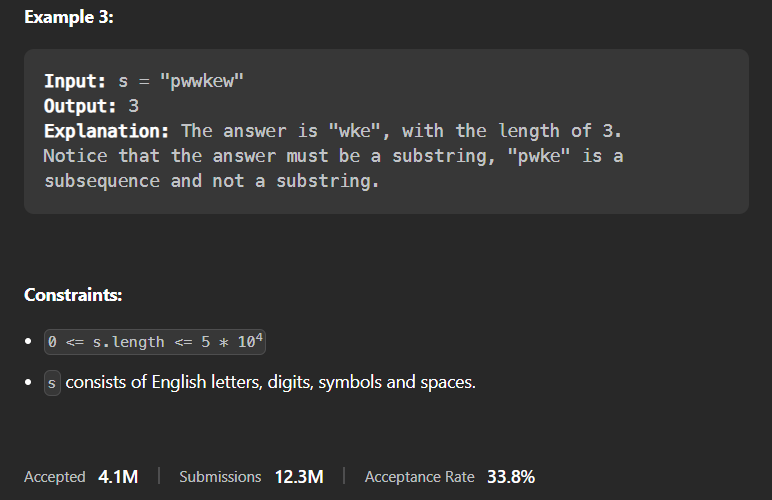 Example 3:
Input: s = "pwwkew"
Output: 3
Explanation: The answer is "wke", with the length of 3.
Notice that the answer must be a substring, "pwke" is a
subsequence and not a substring.
Constraints:
• 0 <= s.length <= 5 * 10⁴
• s consists of English letters, digits, symbols and spaces.
Accepted 4.1M | Submissions 12.3M | Acceptance Rate 33.8%